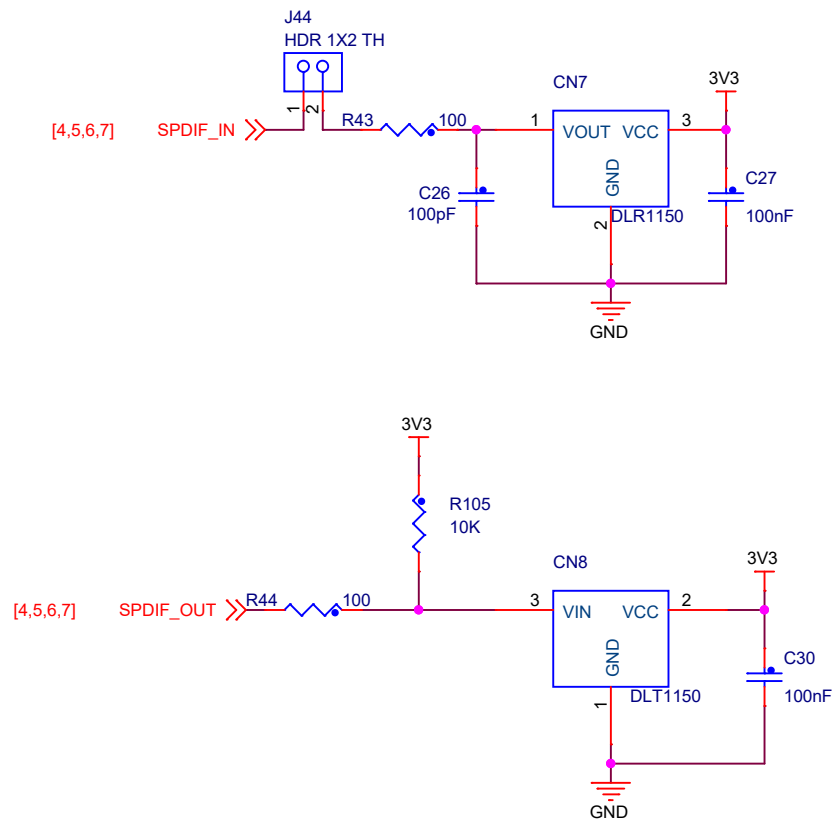 J44
HDR 1X2 TH
CN7
3V3
1
2
[4,5,6,7] SPDIF_IN
R43 100
1
VOUT VCC
3
GND
2
DLR1150
C26
100pF
C27
100nF
GND
3V3
R105
10K
CN8
3V3
[4,5,6,7] SPDIF_OUT
R44 100
3
VIN VCC
2
GND
1
DLT1150
C30
100nF
GND